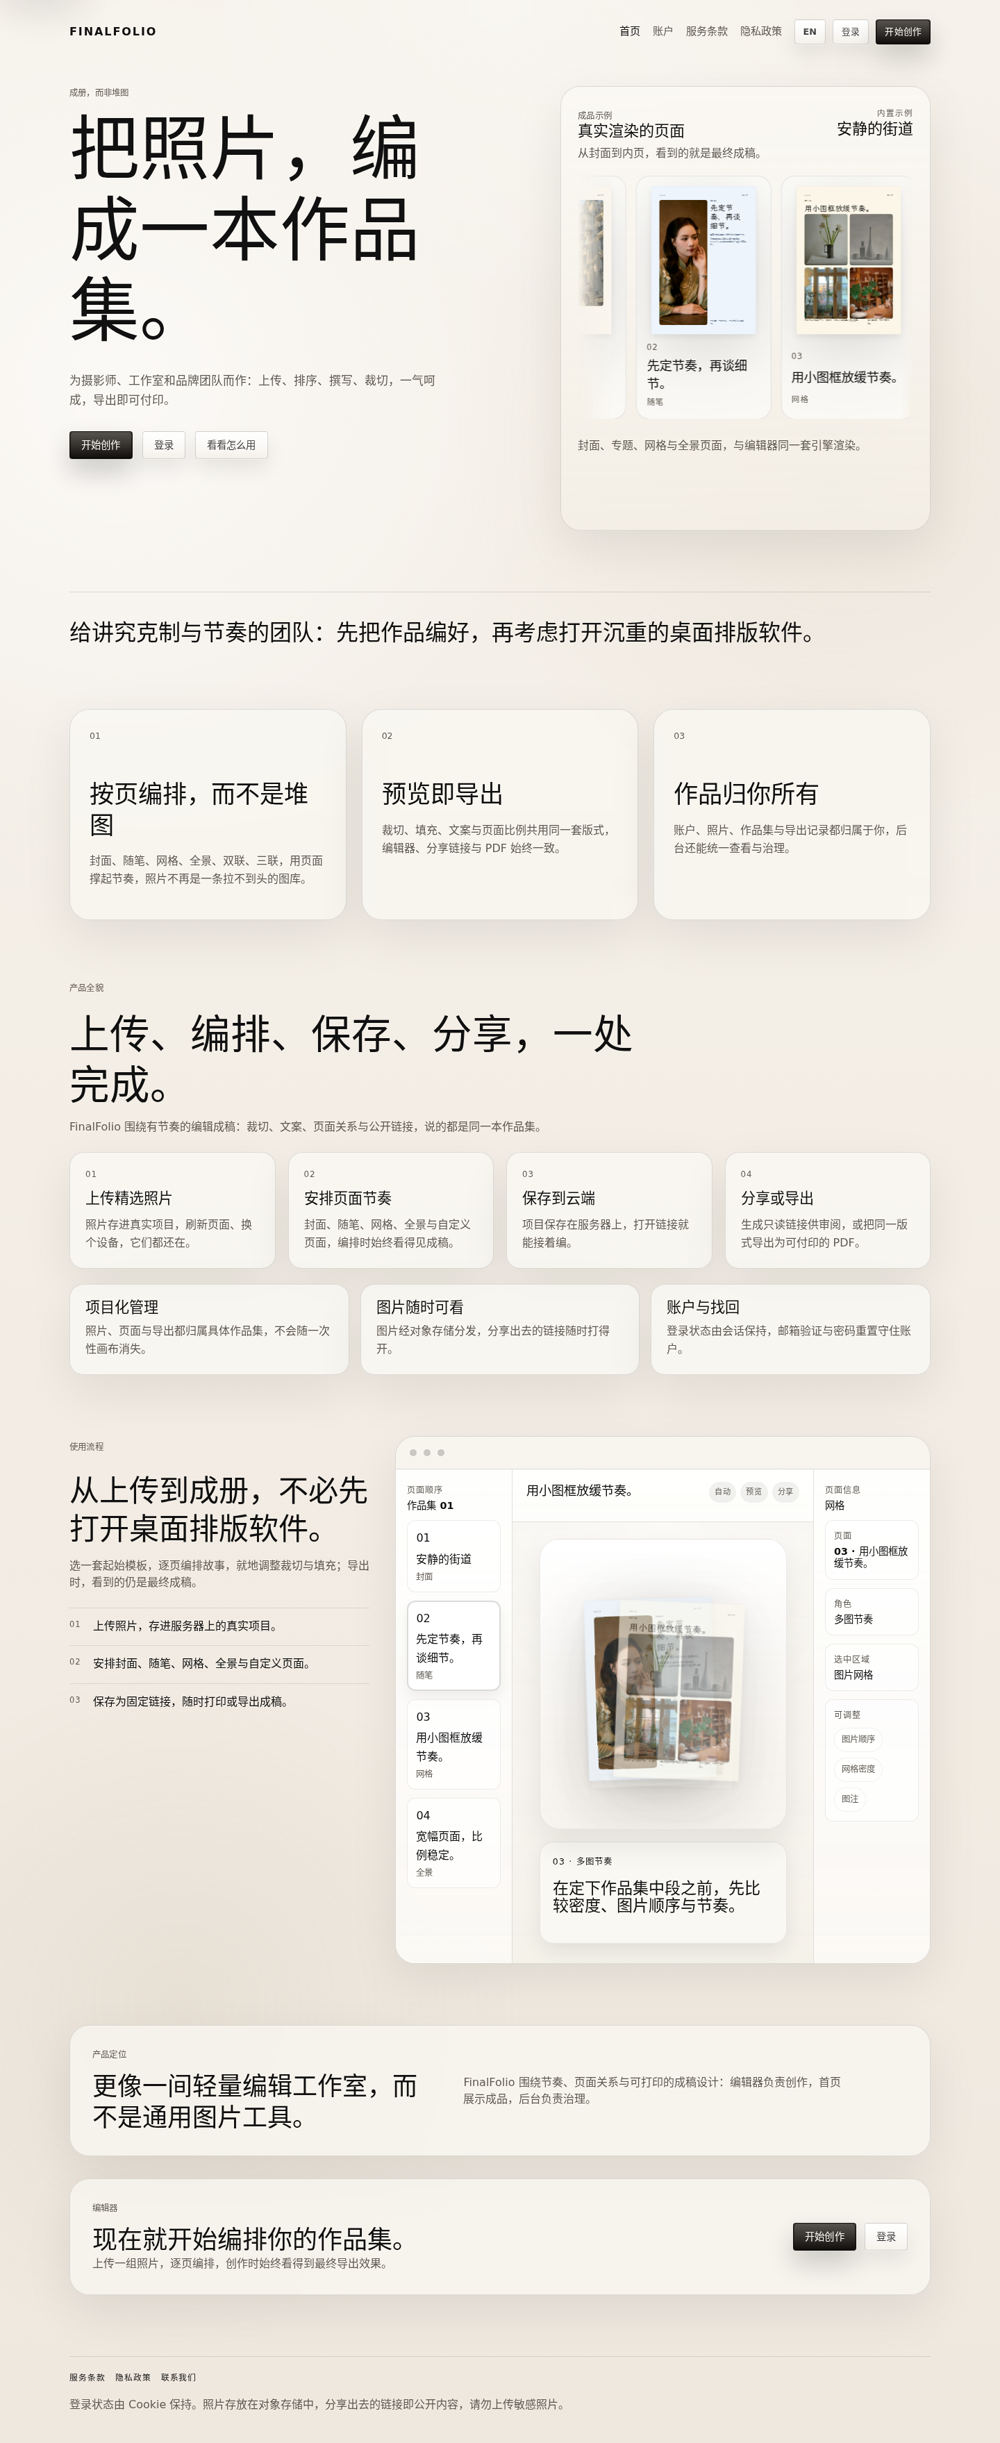 FINALFOLIO
首页 账户 服务条款 隐私政策 EN 登录 开始创作
成册，而非堆图
把照片，编
成一本作品
集。
为摄影师、工作室和品牌团队而作：上传、排序、撰写、裁切，一气呵
成，导出即可付印。
开始创作 登录 看看怎么用
成品示例
真实渲染的页面
从封面到内页，看到的就是最终成稿。
内置示例
安静的街道
先定节
奏，再谈
细节。
02
先定节奏，再谈细
节。
随笔
用小图框放缓节奏。
03
用小图框放缓节奏。
网格
封面、专题、网格与全景页面，与编辑器同一套引擎渲染。
给讲究克制与节奏的团队：先把作品编好，再考虑打开沉重的桌面排版软件。
01
按页编排，而不是堆
图
封面、随笔、网格、全景、双联、三联，用页面
撑起节奏，照片不再是一条拉不到头的图库。
02
预览即导出
裁切、填充、文案与页面比例共用同一套版式，
编辑器、分享链接与 PDF 始终一致。
03
作品归你所有
账户、照片、作品集与导出记录都归属于你，后
台还能统一查看与治理。
产品全貌
上传、编排、保存、分享，一处
完成。
FinalFolio 围绕有节奏的编辑成稿：裁切、文案、页面关系与公开链接，说的都是同一本作品集。
01
上传精选照片
照片存进真实项目，刷新页面、换
个设备，它们都还在。
02
安排页面节奏
封面、随笔、网格、全景与自定义
页面，编排时始终看得见成稿。
03
保存到云端
项目保存在服务器上，打开链接就
能接着编。
04
分享或导出
生成只读链接供审阅，或把同一版
式导出为可付印的 PDF。
项目化管理
照片、页面与导出都归属具体作品集，不会随一次
性画布消失。
图片随时可看
图片经对象存储分发，分享出去的链接随时打得
开。
账户与找回
登录状态由会话保持，邮箱验证与密码重置守住账
户。
使用流程
从上传到成册，不必先
打开桌面排版软件。
选一套起始模板，逐页编排故事，就地调整裁切与填充；导出
时，看到的仍是最终成稿。
01 上传照片，存进服务器上的真实项目。
02 安排封面、随笔、网格、全景与自定义页面。
03 保存为固定链接，随时打印或导出成稿。
页面顺序
作品集 01
01
安静的街道
封面
02
先定节奏，再
谈细节。
随笔
03
用小图框放缓
节奏。
网格
04
宽幅页面，比
例稳定。
全景
用小图框放缓节奏。
自动 预览 分享
用小图框放缓节奏。
03 · 多图节奏
在定下作品集中段之前，先比
较密度、图片顺序与节奏。
页面信息
网格
页面
03 · 用小图框放
缓节奏。
角色
多图节奏
选中区域
图片网格
可调整
图片顺序
网格密度
图注
产品定位
更像一间轻量编辑工作室，而
不是通用图片工具。
FinalFolio 围绕节奏、页面关系与可打印的成稿设计：编辑器负责创作，首页
展示成品，后台负责治理。
编辑器
现在就开始编排你的作品集。
上传一组照片，逐页编排，创作时始终看得到最终导出效果。
开始创作 登录
服务条款 隐私政策 联系我们
登录状态由 Cookie 保持。照片存放在对象存储中，分享出去的链接即公开内容，请勿上传敏感照片。